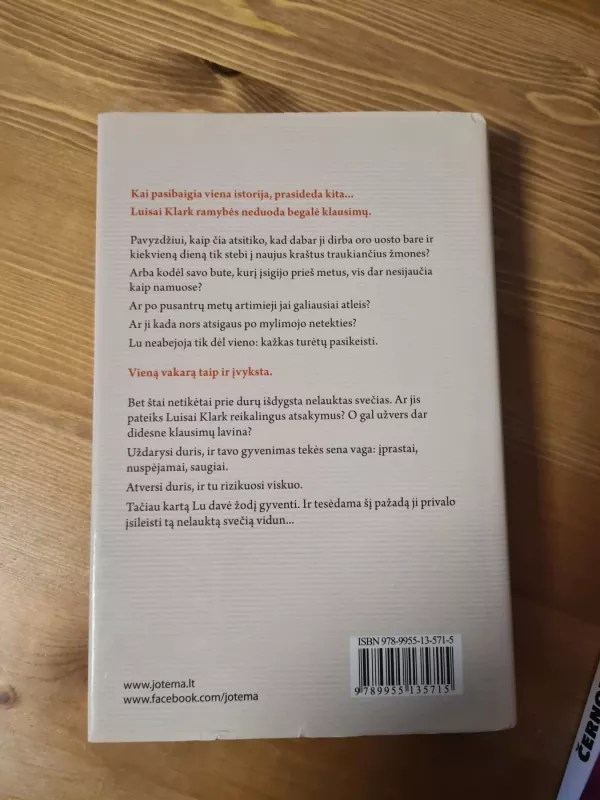 Kai pasibaigia viena istorija, prasideda kita...
Luisai Klark ramybės neduoda begalė klausimų.
Pavyzdžiui, kaip čia atsitiko, kad dabar ji dirba oro uosto bare ir
kiekvieną dieną tik stebi į naujus kraštus traukiančius žmones?
Arba kodėl savo bute, kurį įsigijo prieš metus, vis dar nesijaučia
kaip namuose?
Ar po pusantrų metų artimieji jai galiausiai atleis?
Ar ji kada nors atsigaus po mylimojo netekties?
Lu neabejoja tik dėl vieno: kažkas turėtų pasikeisti.
Vieną vakarą taip ir įvyksta.
Bet štai netikėtai prie durų išdygsta nelauktas svečias. Ar jis
pateiks Luisai Klark reikalingus atsakymus? O gal užvers dar
didesne klausimų lavina?
Uždarysi duris, ir tavo gyvenimas tekės sena vaga: įprastai,
nuspėjamai, saugiai.
Atversi duris, ir tu rizikuosi viskuo.
Tačiau kartą Lu davė žodį gyventi. Ir tesėdama šį pažadą ji privalo
įsileisti tą nelauktą svečią vidun...
ISBN 978-9955-13-571-5
9 789955 135715
www.jotema.lt
www.facebook.com/jotema